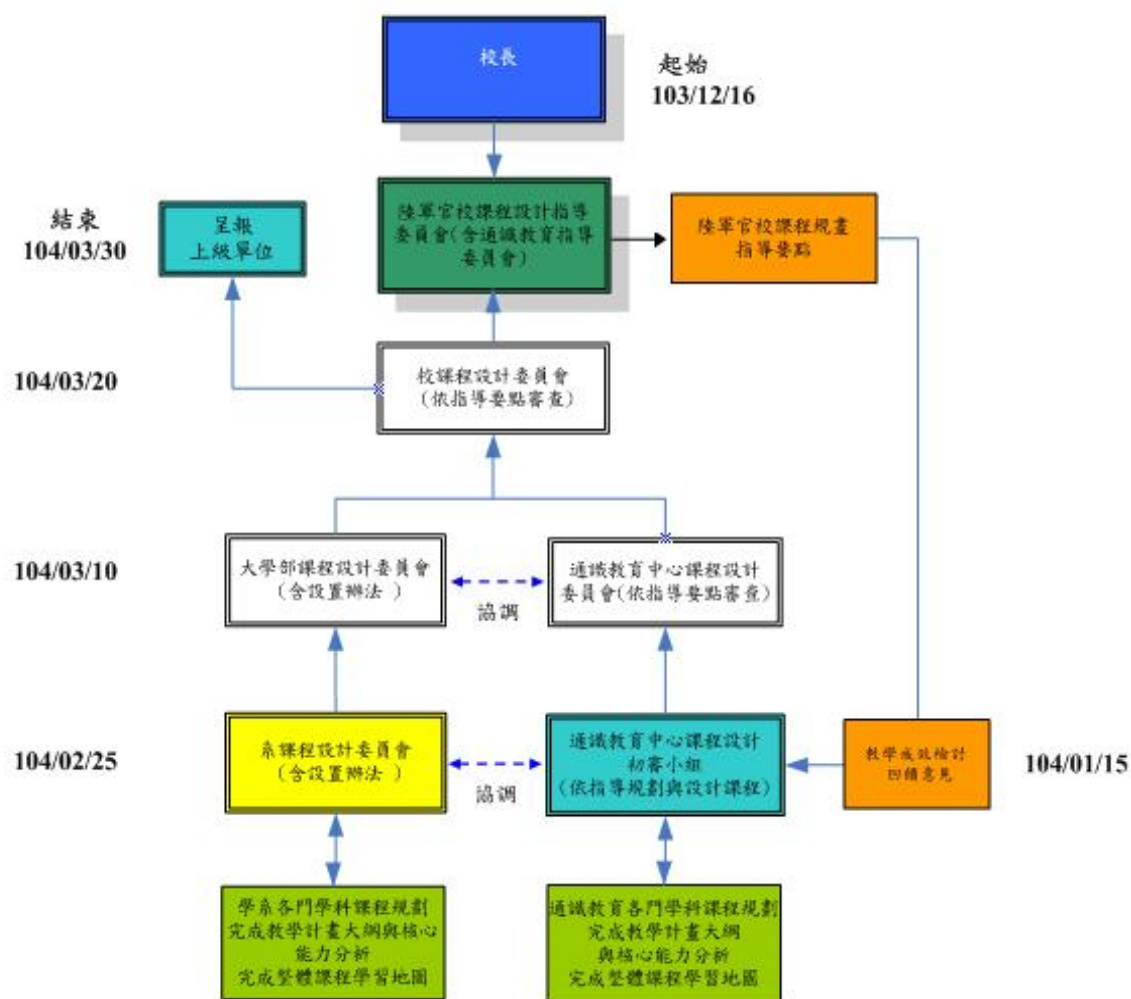 校長
起始
103/12/16
結束
104/03/30
呈報
上級單位
陸軍官校課程設計指導
委員會(含通識教育指導
委員會)
陸軍官校課程規畫
指導要點
104/03/20
校課程設計委員會
(依指導要點審查)
104/03/10
大學部課程設計委員會
(含設置辦法 )
協調
通識教育中心課程設計
委員會(依指導要點審查)
104/02/25
系課程設計委員會
(含設置辦法 )
協調
通識教育中心課程設計
初審小組
(依指導規劃與設計課程)
教學成效檢討
回饋意見
104/01/15
學系各門學科課程規劃
完成教學計畫大綱與核心
能力分析
完成整體課程學習地圖
通識教育各門學科課程規劃
完成教學計畫大綱
與核心能力分析
完成整體課程學習地圖